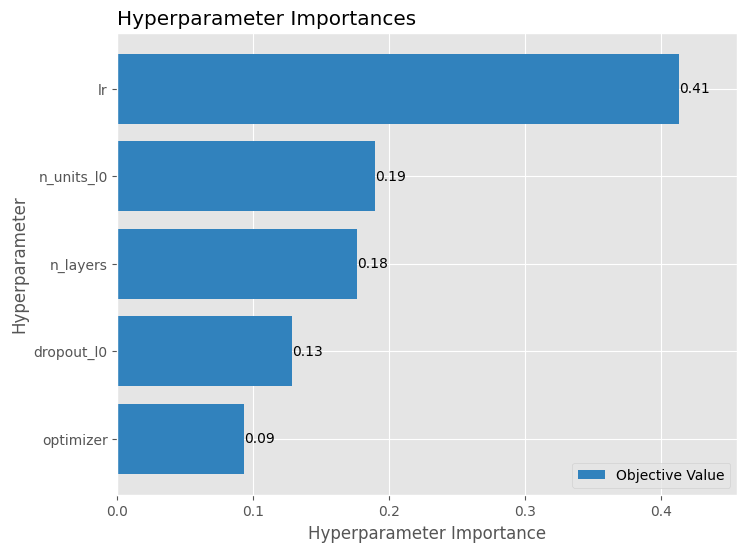 Hyperparameter Importances
Hyperparameter
lr
0.41
n_units_l0
0.19
n_layers
0.18
dropout_l0
0.13
optimizer
0.09
Objective Value
0.0 0.1 0.2 0.3 0.4
Hyperparameter Importance